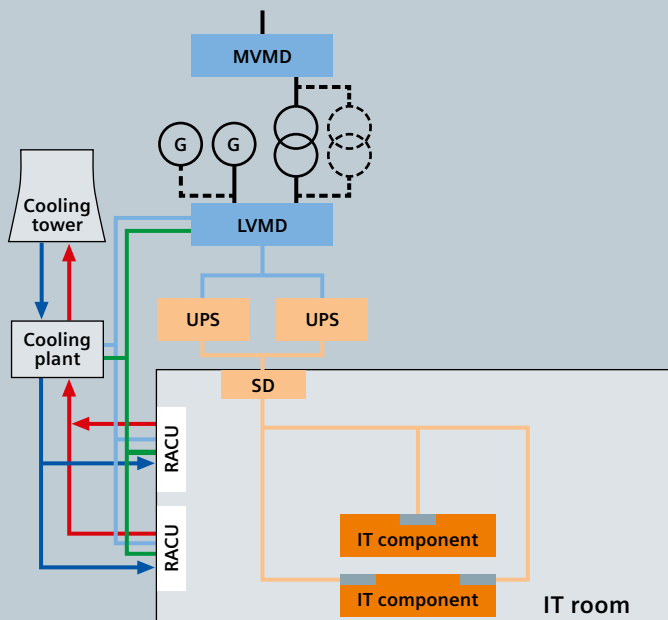 MVMD
G
G
Cooling
tower
LVMD
UPS
UPS
Cooling
plant
SD
RACU
IT component
RACU
IT component
IT room